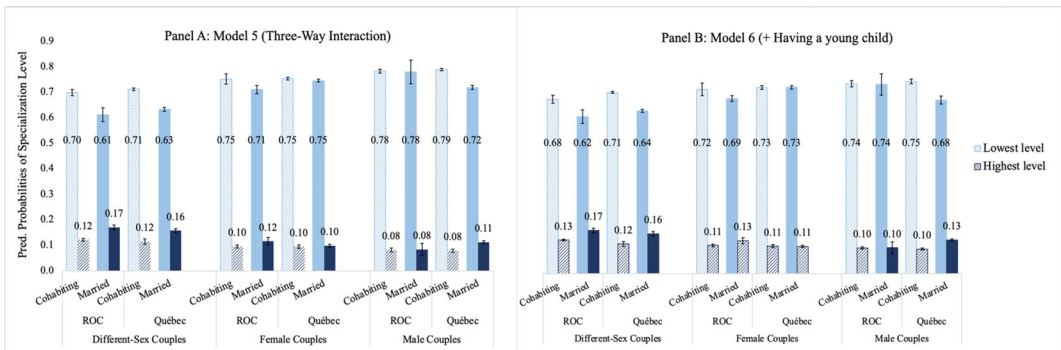 Panel A: Model 5 (Three-Way Interaction)
Pred. Probabilities of Specialization Level
0.9
0.8
0.7
0.6
0.5
0.4
0.3
0.2
0.1
0.0
0.70 0.61 0.71 0.63 0.75 0.71 0.75 0.75 0.78 0.78 0.79 0.72
0.12 0.17 0.12 0.16 0.10 0.12 0.10 0.10 0.08 0.08 0.08 0.11
Cohabiting Married Cohabiting Married Cohabiting Married Cohabiting Married Cohabiting Married Cohabiting Married
ROC Québec ROC Québec ROC Québec
Different-Sex Couples Female Couples Male Couples
Panel B: Model 6 (+ Having a young child)
0.68 0.62 0.71 0.64 0.72 0.69 0.73 0.73 0.74 0.74 0.75 0.68
0.13 0.17 0.12 0.16 0.11 0.13 0.11 0.11 0.10 0.10 0.10 0.13
Cohabiting Married Cohabiting Married Cohabiting Married Cohabiting Married Cohabiting Married Cohabiting Married
ROC Québec ROC Québec ROC Québec
Different-Sex Couples Female Couples Male Couples
Lowest level
Highest level